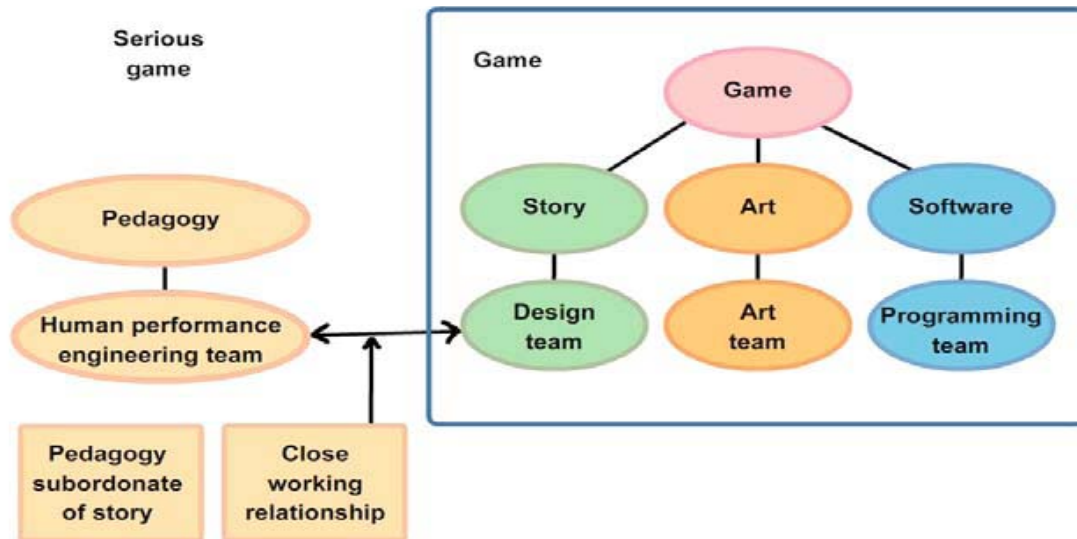 Serious
game
Game
Game
Story
Art
Software
Pedagogy
Human performance
engineering team
Design
team
Art
team
Programming
team
Pedagogy
subordonate
of story
Close
working
relationship